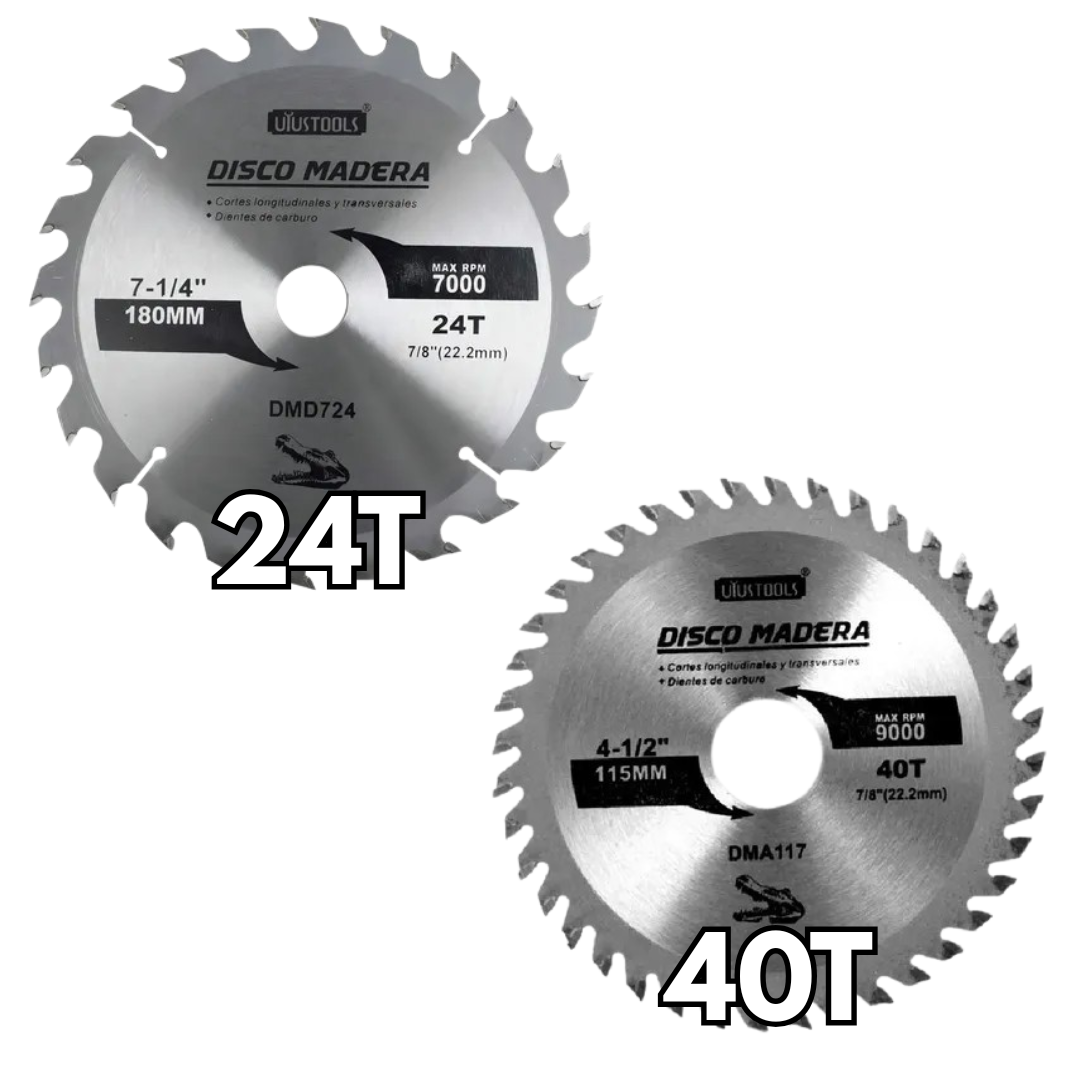 UYUSTOOLS®
DISCO MADERA
• Cortes longitudinales y transversales
• Dientes de carburo
MAX RPM
7000
7-1/4"
180MM
24T
7/8"(22.2mm)
DMD724
24T
UYUSTOOLS®
DISCO MADERA
• Cortes longitudinales y transversales
• Dientes de carburo
MAX RPM
9000
4-1/2"
115MM
40T
7/8"(22.2mm)
DMA117
40T